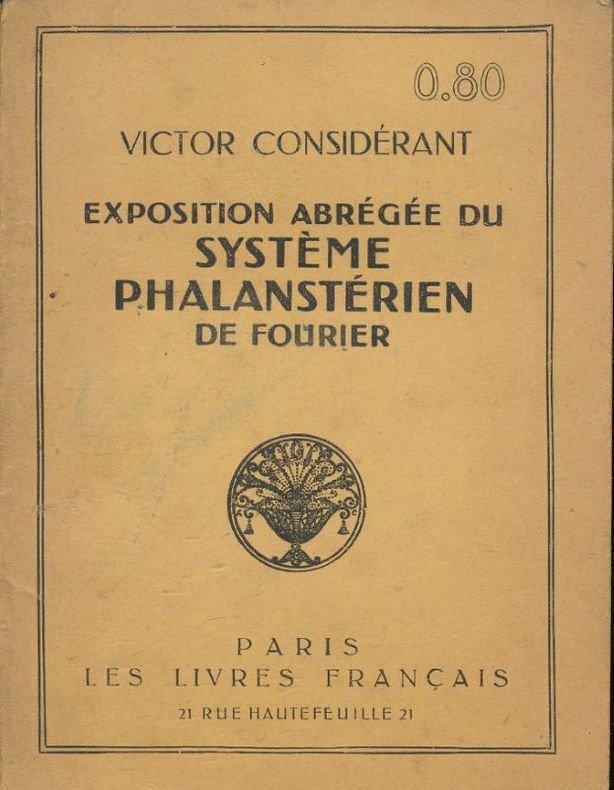 0.80
VICTOR CONSIDÉRANT
EXPOSITION ABRÉGÉE DU
SYSTÈME
PHALANSTÉRIEN
DE FOURIER
PARIS
LES LIVRES FRANÇAIS
21 RUE HAUTEFEUILLE 21